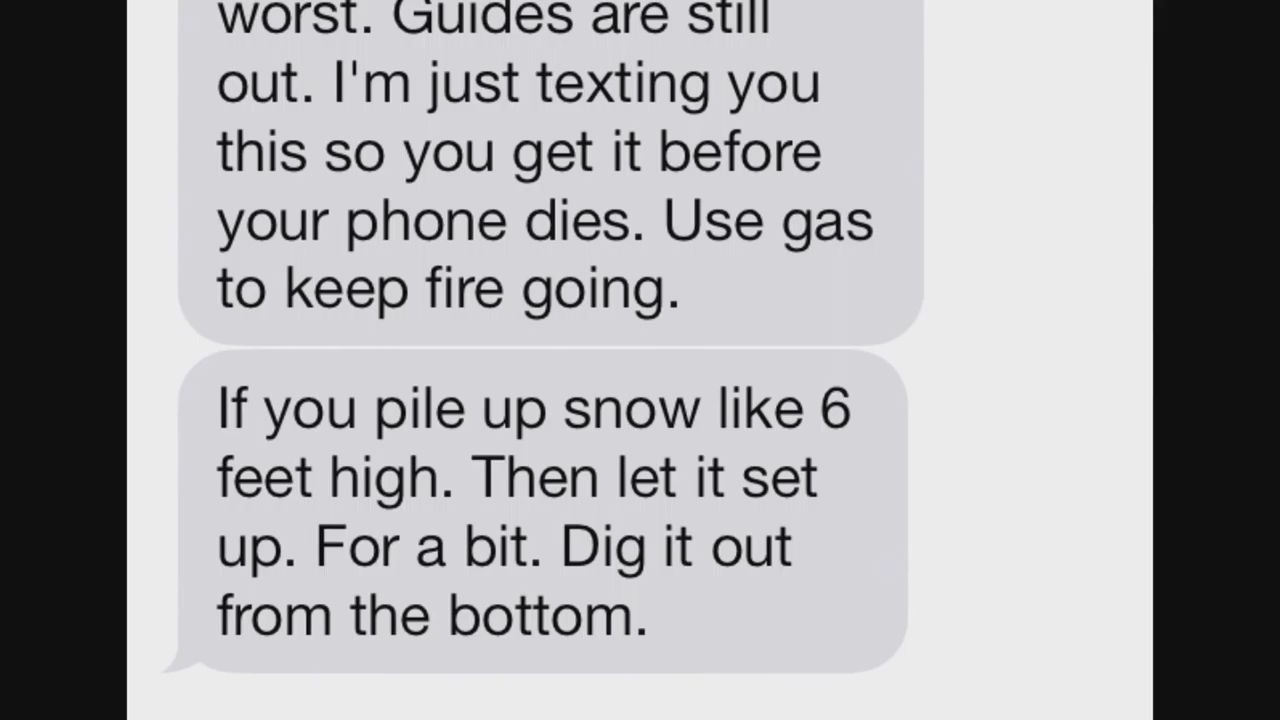 worst. Guides are still
out. I'm just texting you
this so you get it before
your phone dies. Use gas
to keep fire going.
If you pile up snow like 6
feet high. Then let it set
up. For a bit. Dig it out
from the bottom.